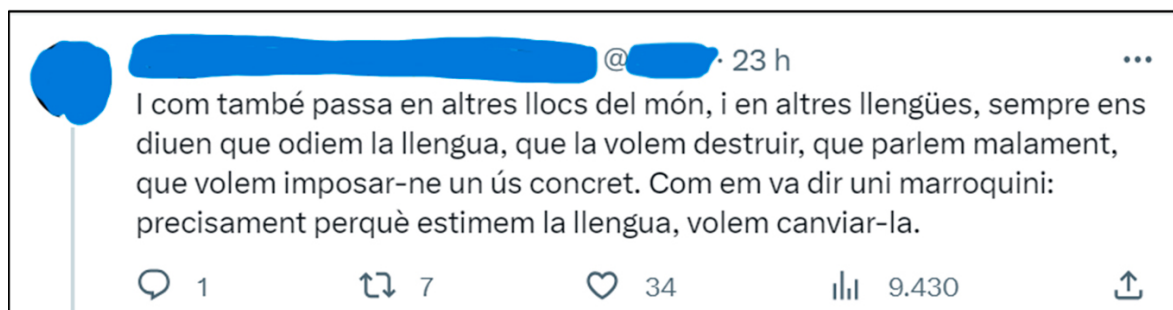 @ · 23 h
I com també passa en altres llocs del món, i en altres llengües, sempre ens
diuen que odiem la llengua, que la volem destruir, que parlem malament,
que volem imposar-ne un ús concret. Com em va dir uni marroquini:
precisament perquè estimem la llengua, volem canviar-la.
1 7 34 9.430